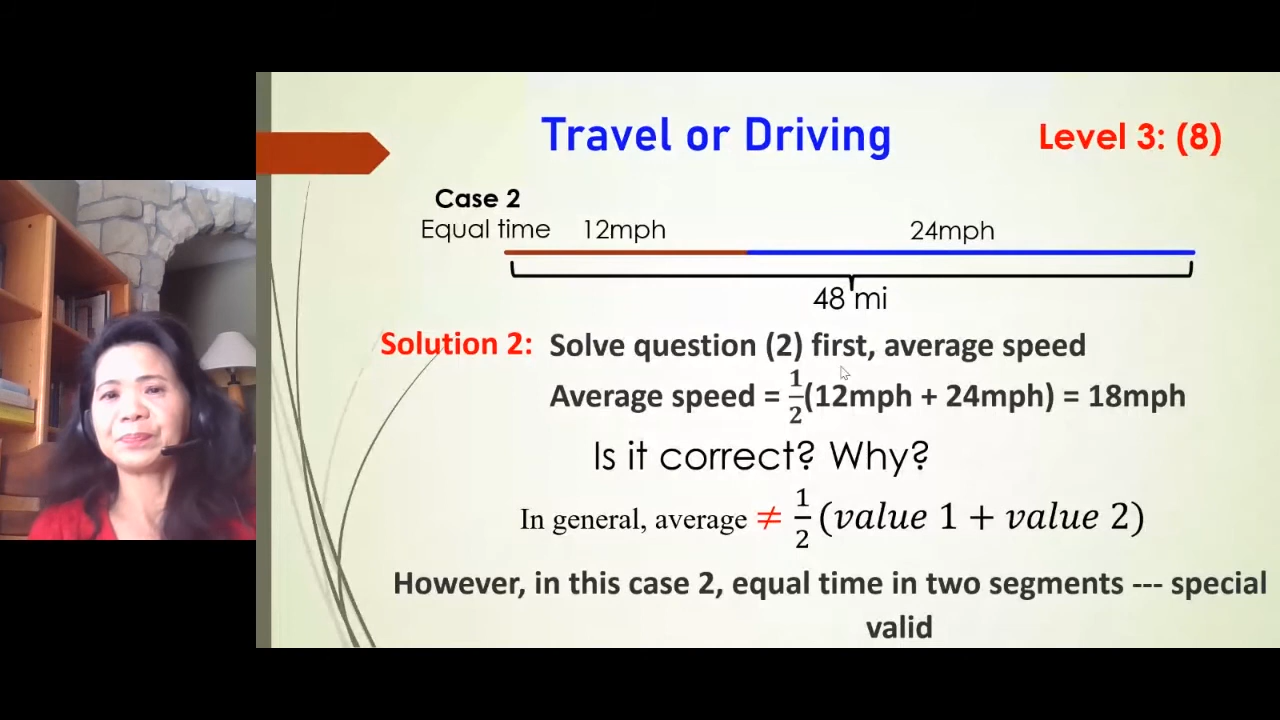 Travel or Driving
Level 3: (8)
Case 2
Equal time 12mph 24mph
48 mi
Solution 2: Solve question (2) first, average speed
Average speed = 1/2(12mph + 24mph) = 18mph
Is it correct? Why?
In general, average ≠ 1/2 (value 1 + value 2)
However, in this case 2, equal time in two segments --- special
valid